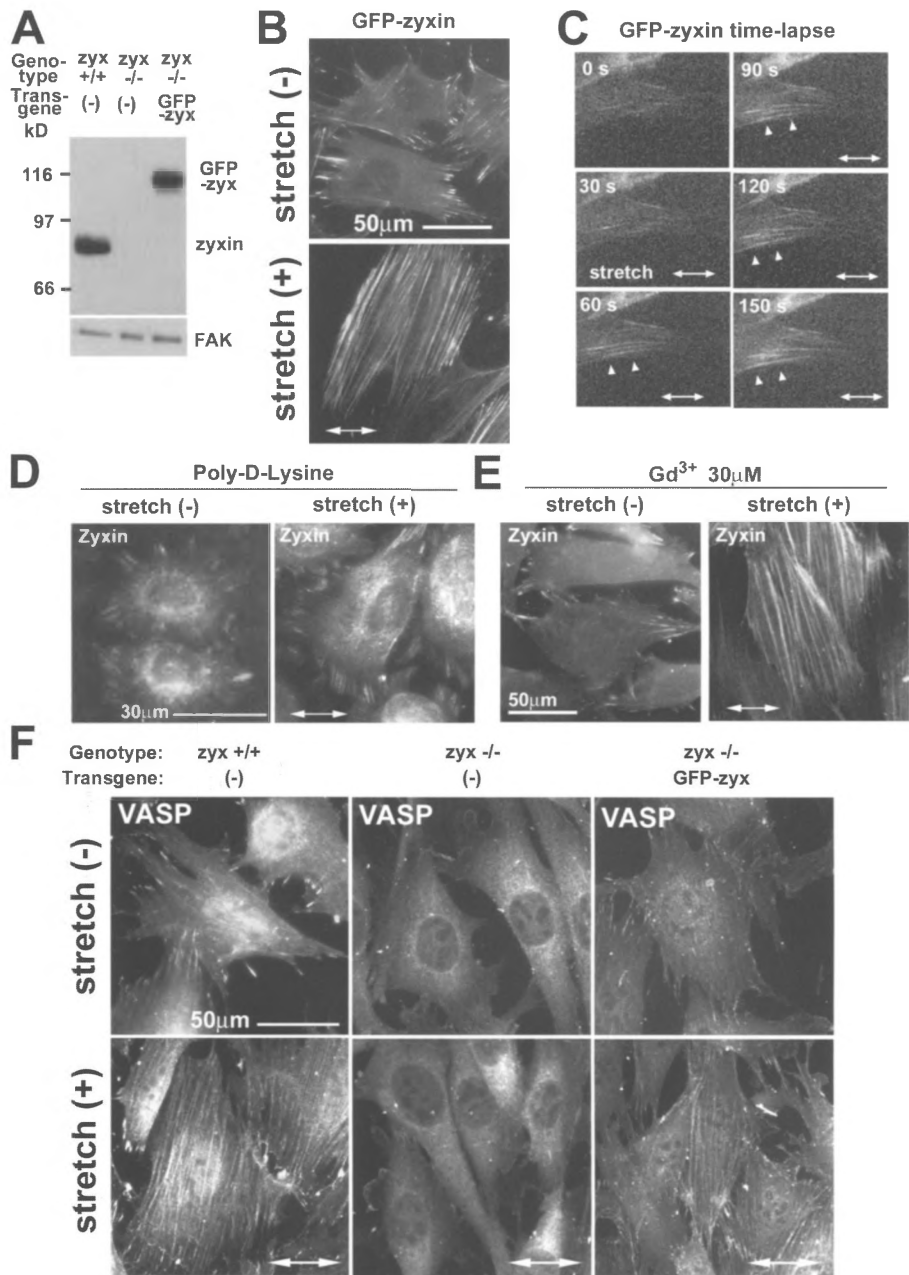 A
Geno-
type
zyx
+/+
zyx
-/-
zyx
-/-
Trans-
gene
(-)
(-)
GFP
-zyx
kD
116
97
66
GFP
-zyx
zyxin
FAK
B
GFP-zyxin
stretch (-)
50μm
stretch (+)
C
GFP-zyxin time-lapse
0 s
90 s
30 s
stretch
120 s
60 s
150 s
D
Poly-D-Lysine
stretch (-)
stretch (+)
Zyxin
Zyxin
30μm
E
Gd³⁺ 30μM
stretch (-)
stretch (+)
Zyxin
Zyxin
50μm
F
Genotype: zyx +/+ zyx -/- zyx -/-
Transgene: (-) (-) GFP-zyx
stretch (-)
VASP
VASP
VASP
50μm
stretch (+)